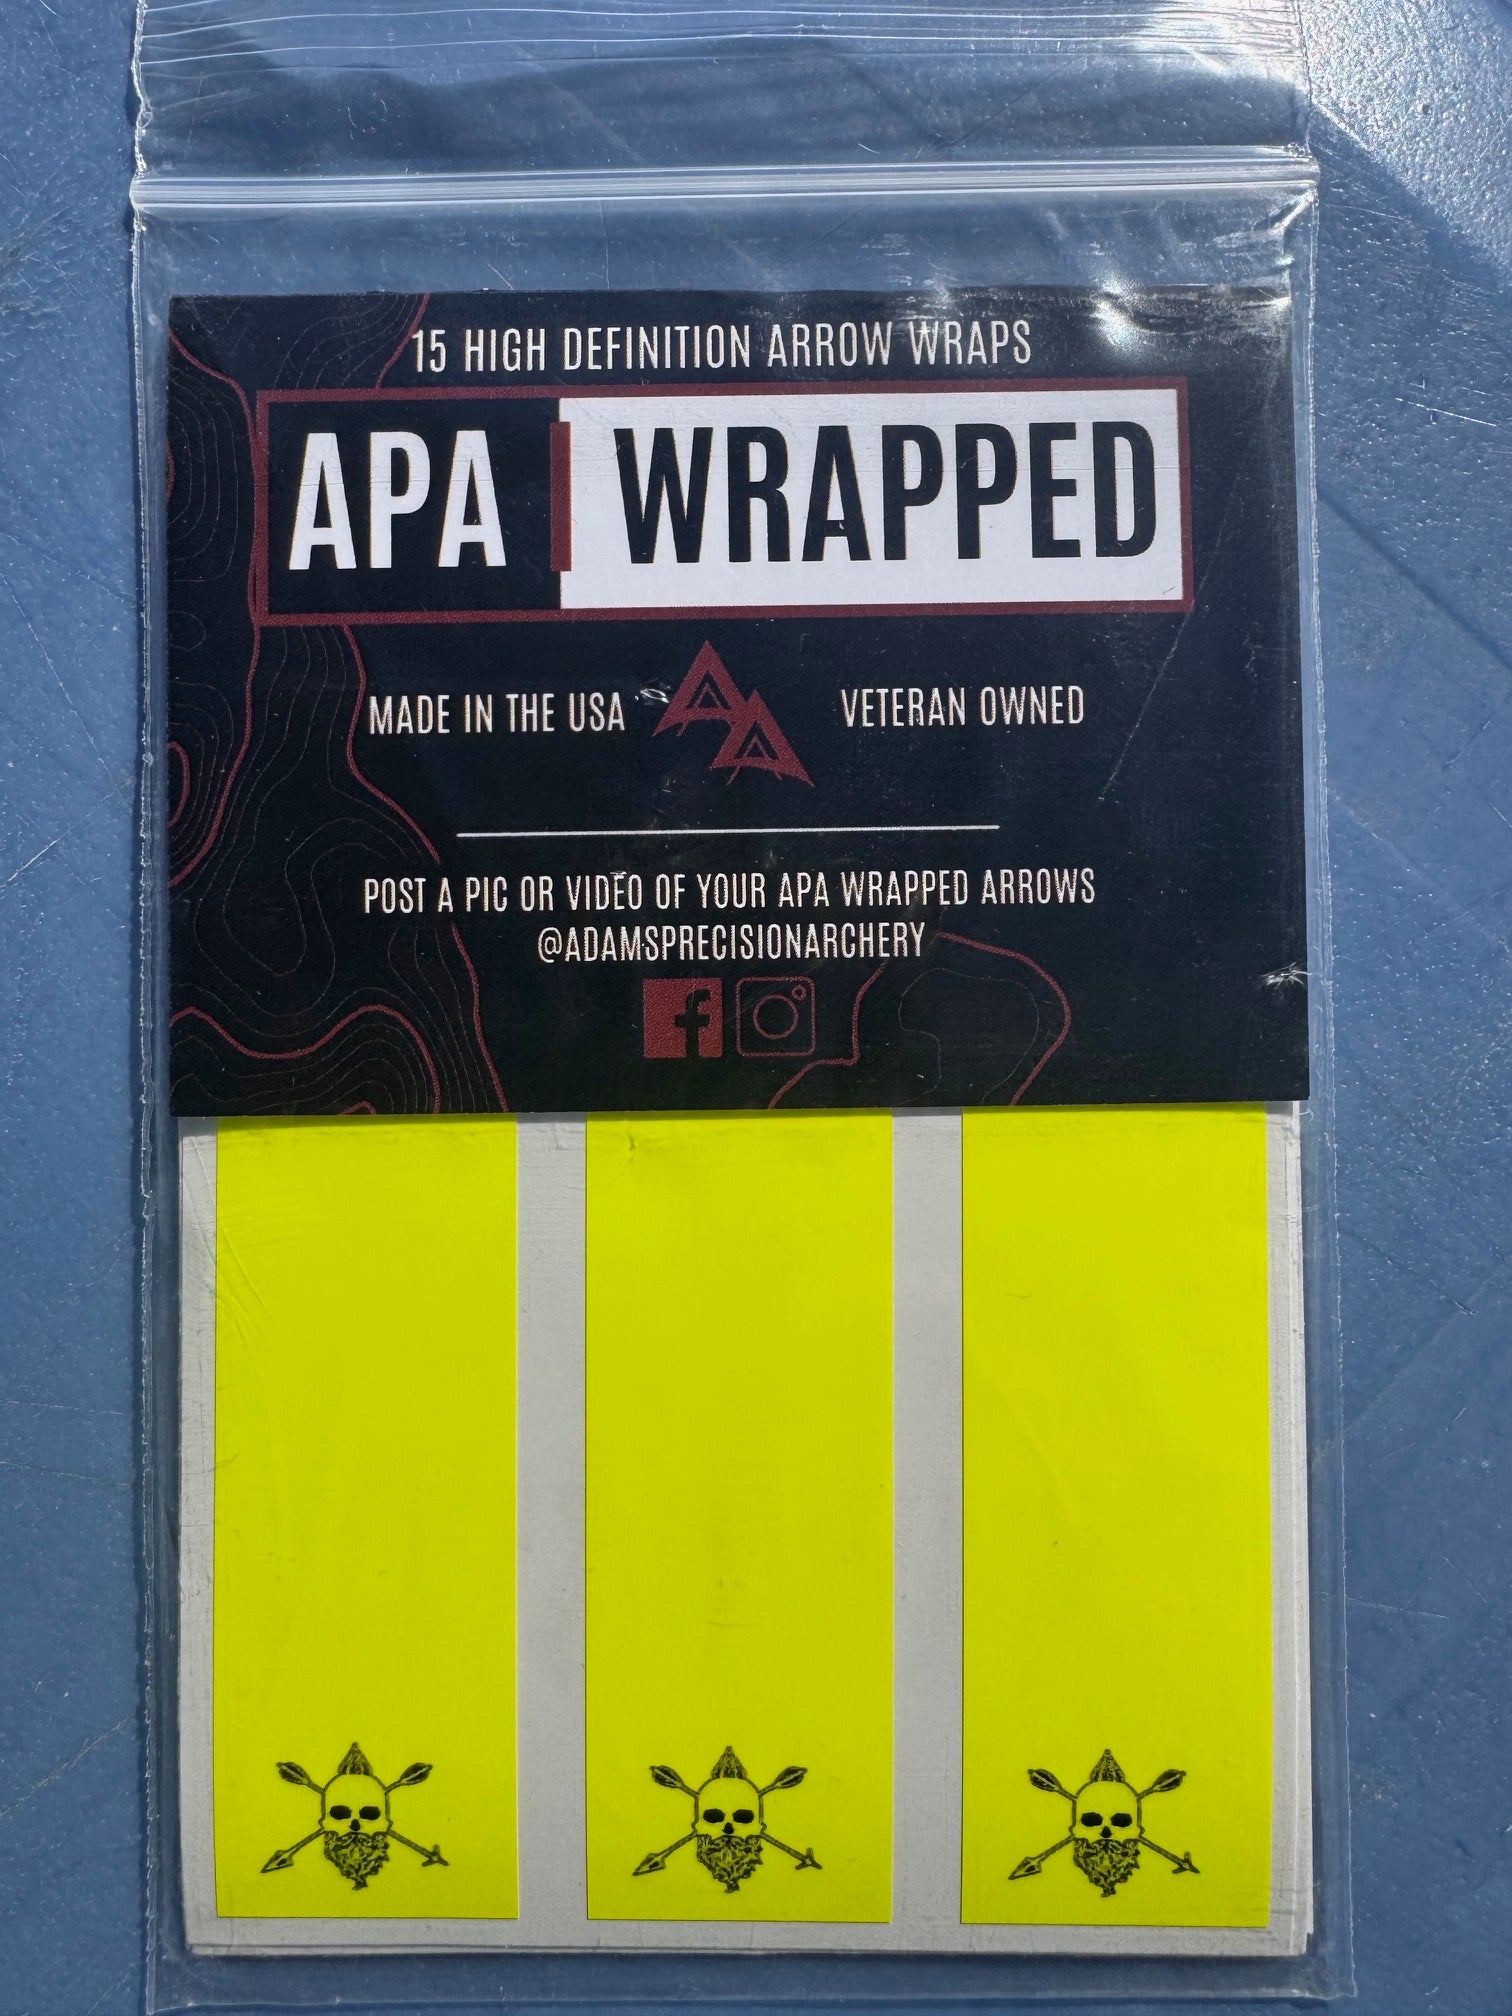 15 HIGH DEFINITION ARROW WRAPS
APA WRAPPED
MADE IN THE USA VETERAN OWNED
POST A PIC OR VIDEO OF YOUR APA WRAPPED ARROWS
@ADAMSPRECISIONARCHERY